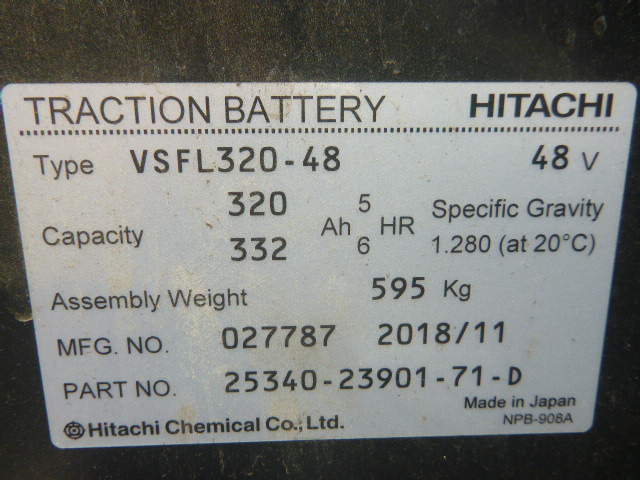 TRACTION BATTERY HITACHI
Type VSFL320-48 48 V
Capacity 320 Ah 5 HR Specific Gravity
332 6 1.280 (at 20°C)
Assembly Weight 595 Kg
MFG. NO. 027787 2018/11
PART NO. 25340-23901-71-D
Made in Japan
Hitachi Chemical Co.,Ltd. NPB-908A